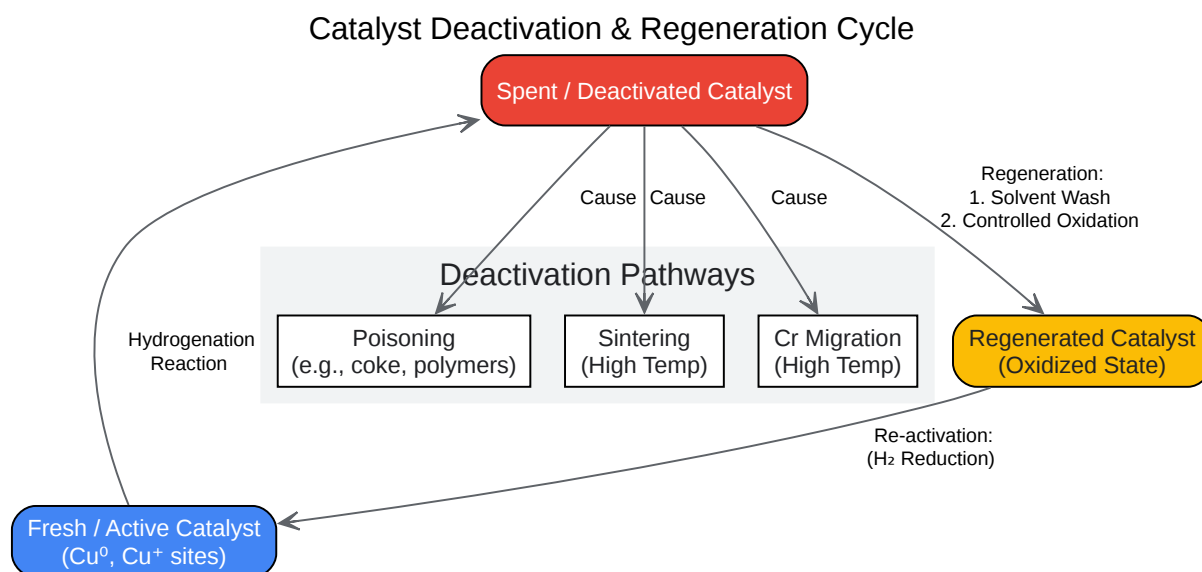 Catalyst Deactivation & Regeneration Cycle
Spent / Deactivated Catalyst
Cause
Cause
Cause
Regeneration:
1. Solvent Wash
2. Controlled Oxidation
Deactivation Pathways
Hydrogenation
Reaction
Poisoning
(e.g., coke, polymers)
Sintering
(High Temp)
Cr Migration
(High Temp)
Regenerated Catalyst
(Oxidized State)
Re-activation:
(H₂ Reduction)
Fresh / Active Catalyst
(Cu⁰, Cu⁺ sites)